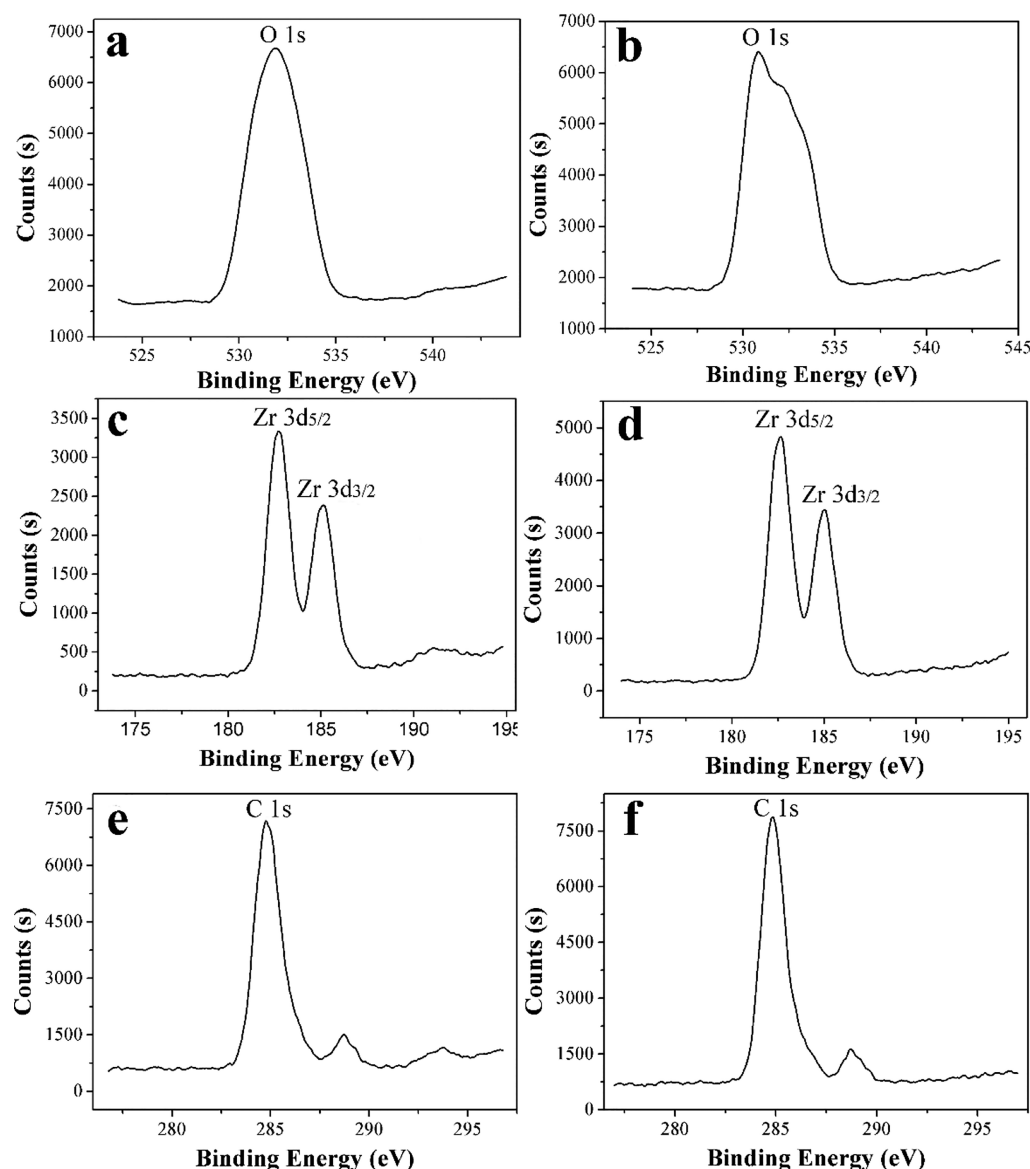 a
O 1s
7000
6000
5000
4000
3000
2000
1000
Counts (s)
525 530 535 540
Binding Energy (eV)
b
O 1s
7000
6000
5000
4000
3000
2000
1000
Counts (s)
525 530 535 540 545
Binding Energy (eV)
c
Zr 3d5/2
Zr 3d3/2
3500
3000
2500
2000
1500
1000
500
0
Counts (s)
175 180 185 190 195
Binding Energy (eV)
d
Zr 3d5/2
Zr 3d3/2
5000
4000
3000
2000
1000
0
Counts (s)
175 180 185 190 195
Binding Energy (eV)
e
C 1s
7500
6000
4500
3000
1500
0
Counts (s)
280 285 290 295
Binding Energy (eV)
f
C 1s
7500
6000
4500
3000
1500
0
Counts (s)
280 285 290 295
Binding Energy (eV)